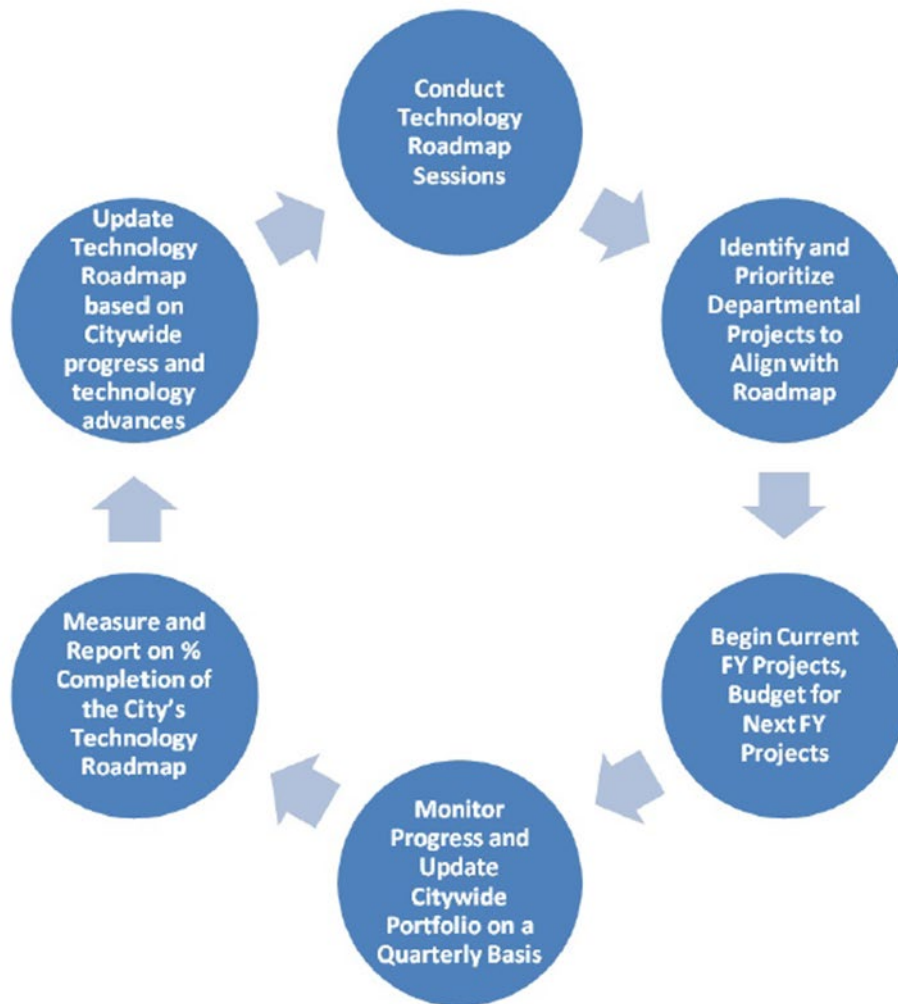 Conduct
Technology
Roadmap
Sessions
Identify and
Prioritize
Departmental
Projects to
Align with
Roadmap
Begin Current
FY Projects,
Budget for
Next FY
Projects
Monitor
Progress and
Update
Citywide
Portfolio on a
Quarterly Basis
Measure and
Report on %
Completion of
the City's
Technology
Roadmap
Update
Technology
Roadmap
based on
Citywide
progress and
technology
advances